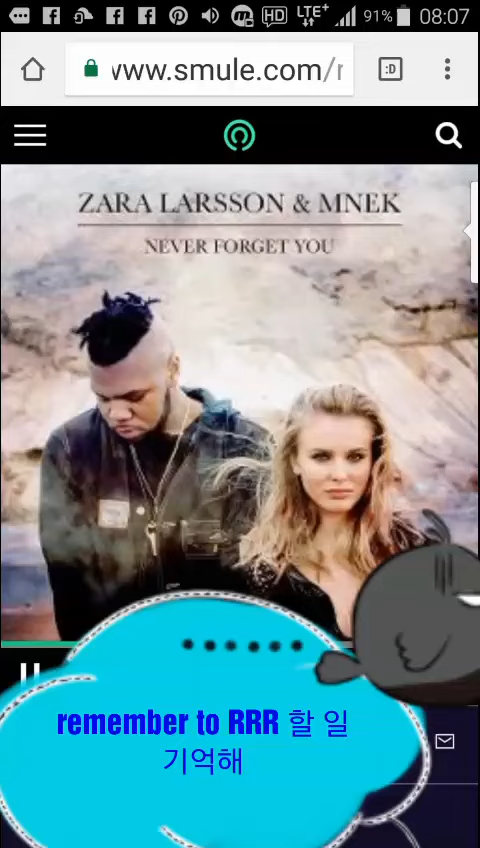 HD LTE+ 91% 08:07
www.smule.com/r
:D
ZARA LARSSON & MNEK
NEVER FORGET YOU
remember to RRR 할 일
기억해